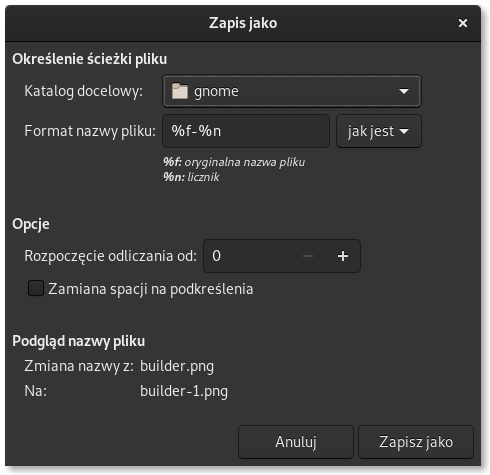 Zapis jako
Określenie ścieżki pliku
Katalog docelowy: gnome
Format nazwy pliku: %f-%n jak jest
%f: oryginalna nazwa pliku
%n: licznik
Opcje
Rozpoczęcie odliczania od: 0
Zamiana spacji na podkreślenia
Podgląd nazwy pliku
Zmiana nazwy z: builder.png
Na: builder-1.png
Anuluj Zapisz jako